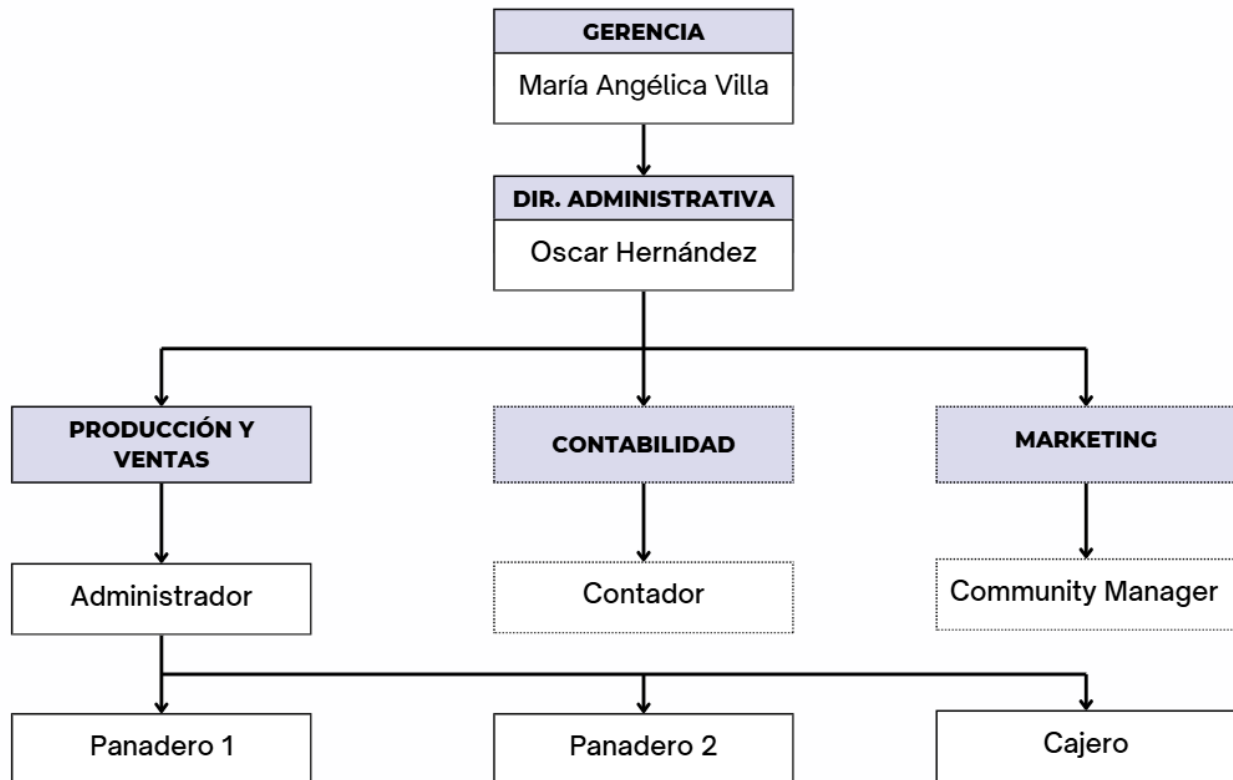 GERENCIA
María Angélica Villa
DIR. ADMINISTRATIVA
Oscar Hernández
PRODUCCIÓN Y
VENTAS
CONTABILIDAD
MARKETING
Administrador
Contador
Community Manager
Panadero 1
Panadero 2
Cajero